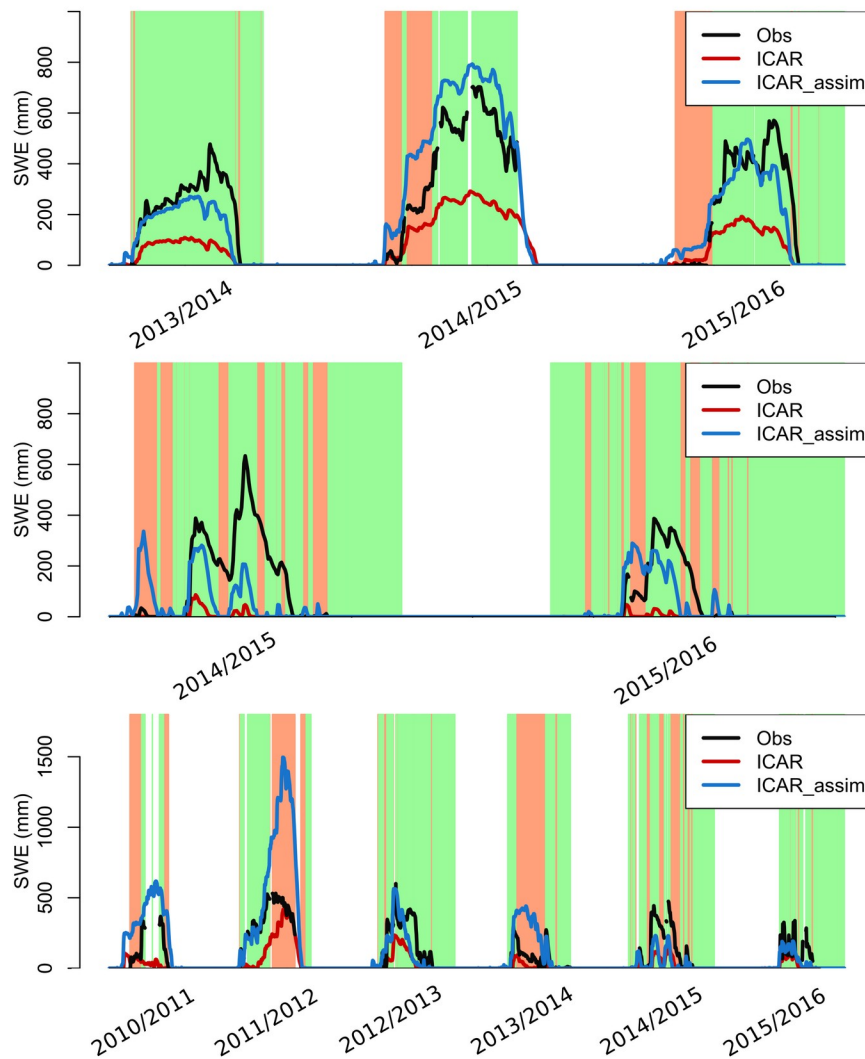 SWE (mm)
0 200 400 600 800
Obs
ICAR
ICAR_assim
2013/2014 2014/2015 2015/2016
SWE (mm)
0 200 400 600 800
Obs
ICAR
ICAR_assim
2014/2015 2015/2016
SWE (mm)
0 500 1000 1500
Obs
ICAR
ICAR_assim
2010/2011 2011/2012 2012/2013 2013/2014 2014/2015 2015/2016